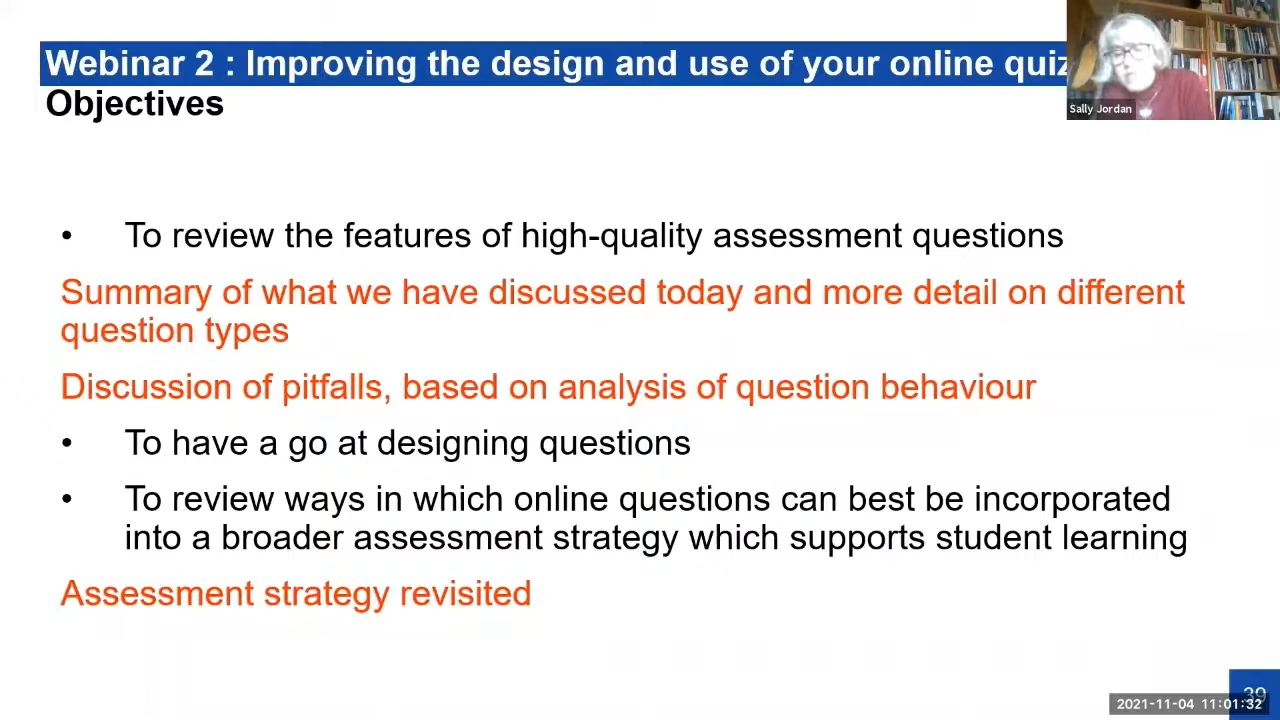 Webinar 2 : Improving the design and use of your online quiz
Objectives
Sally Jordan
• To review the features of high-quality assessment questions
Summary of what we have discussed today and more detail on different
question types
Discussion of pitfalls, based on analysis of question behaviour
• To have a go at designing questions
• To review ways in which online questions can best be incorporated
into a broader assessment strategy which supports student learning
Assessment strategy revisited
39
2021-11-04 11:01:32